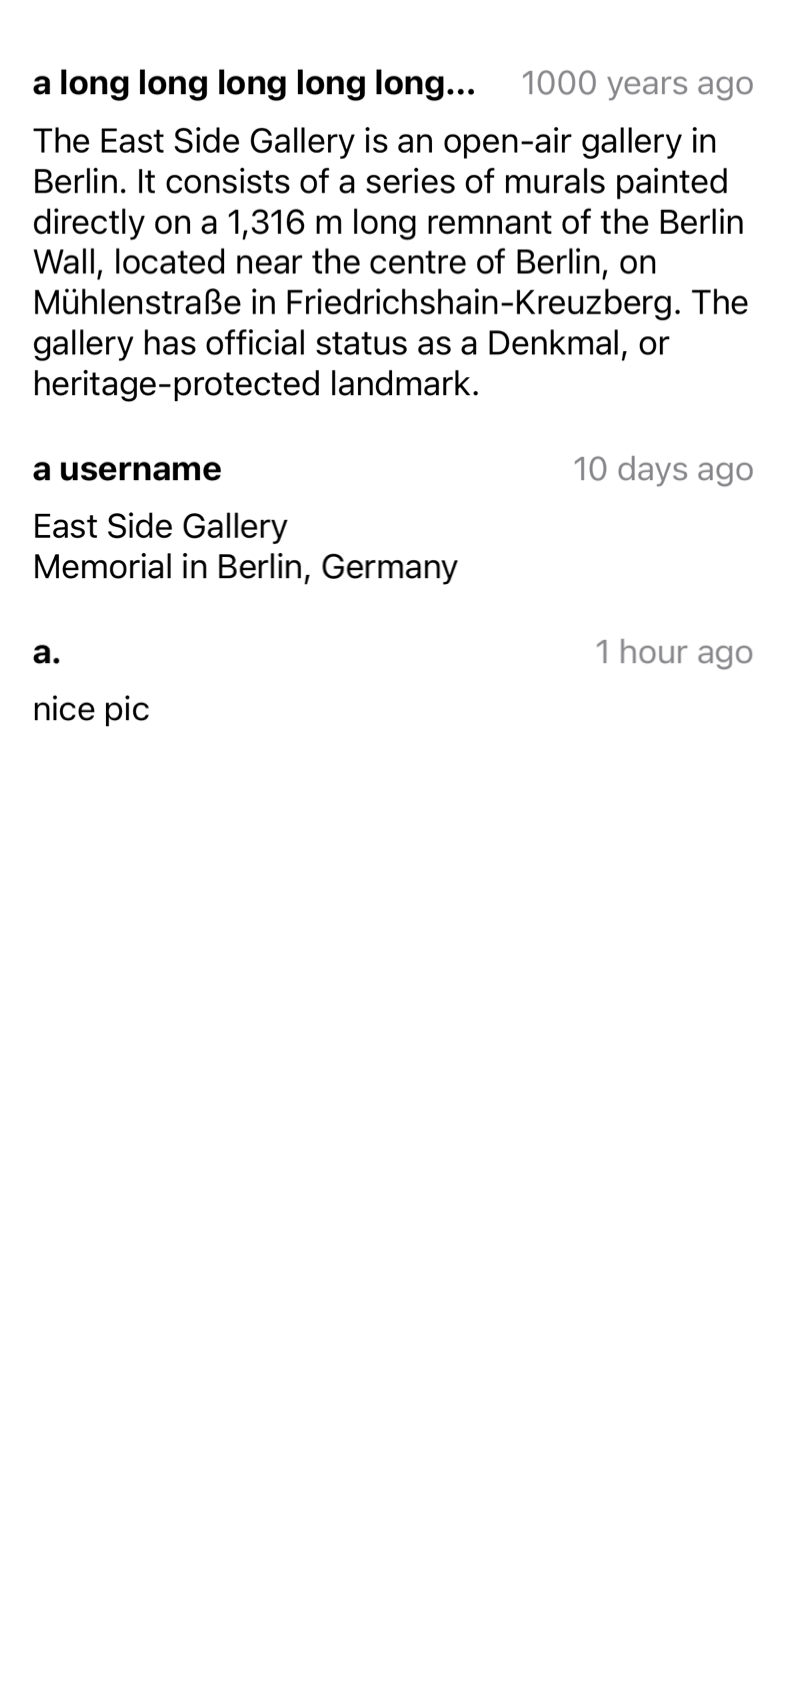 a long long long long long... 1000 years ago
The East Side Gallery is an open-air gallery in
Berlin. It consists of a series of murals painted
directly on a 1,316 m long remnant of the Berlin
Wall, located near the centre of Berlin, on
Mühlenstraße in Friedrichshain-Kreuzberg. The
gallery has official status as a Denkmal, or
heritage-protected landmark.
a username 10 days ago
East Side Gallery
Memorial in Berlin, Germany
a. 1 hour ago
nice pic